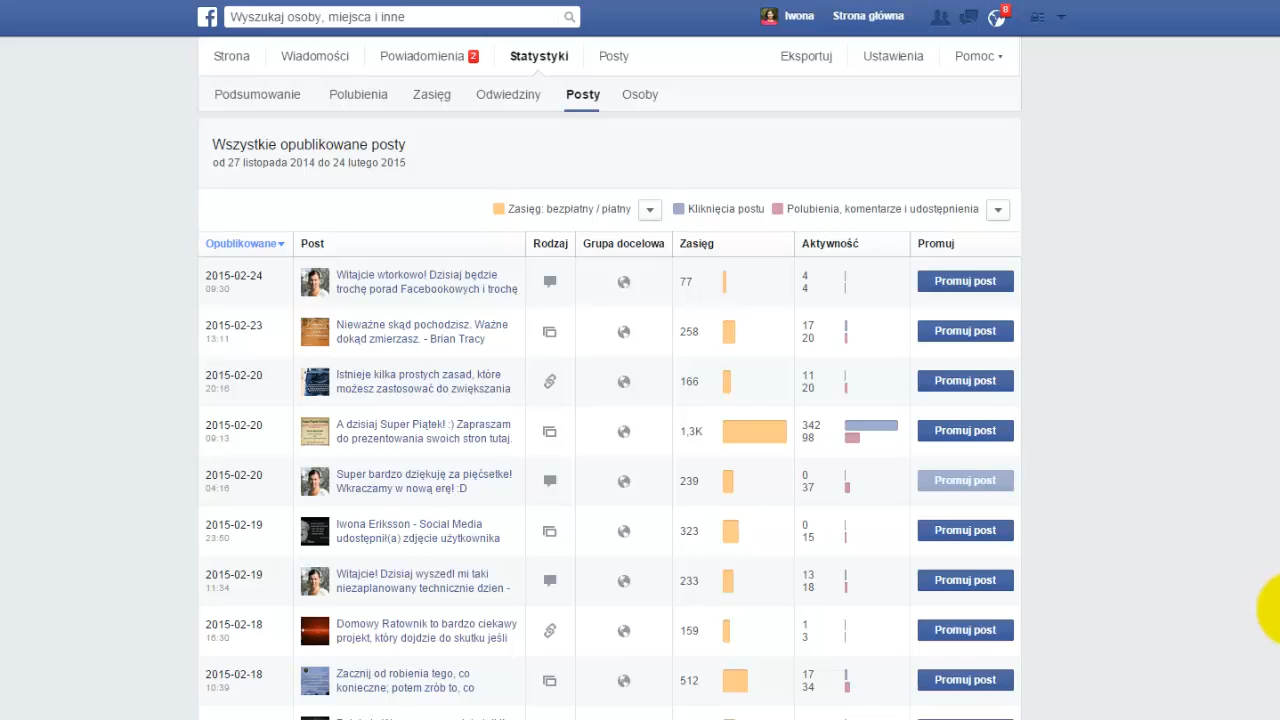 f Wyszukaj osoby, miejsca i inne Iwona Strona główna 8
Strona Wiadomości Powiadomienia 2 Statystyki Posty Eksportuj Ustawienia Pomoc
Podsumowanie Polubienia Zasięg Odwiedziny Posty Osoby
Wszystkie opublikowane posty
od 27 listopada 2014 do 24 lutego 2015
Zasięg: bezpłatny / płatny Kliknięcia postu Polubienia, komentarze i udostępnienia
Opublikowane Post Rodzaj Grupa docelowa Zasięg Aktywność Promuj
2015-02-24 Witajcie wtorkowo! Dzisiaj będzie 77 4 Promuj post
09:30 trochę porad Facebookowych i trochę 4
2015-02-23 Nieważne skąd pochodzisz. Ważne 258 17 Promuj post
13:11 dokąd zmierzasz. - Brian Tracy 20
2015-02-20 Istnieje kilka prostych zasad, które 166 11 Promuj post
20:16 możesz zastosować do zwiększania 20
2015-02-20 A dzisiaj Super Piątek! :) Zapraszam 1,3K 342 Promuj post
09:13 do prezentowania swoich stron tutaj. 98
2015-02-20 Super bardzo dziękuję za pięćsetke! 239 0 Promuj post
04:16 Wkraczamy w nową erę! :D 37
2015-02-19 Iwona Eriksson - Social Media 323 0 Promuj post
23:50 udostępnił(a) zdjęcie użytkownika 15
2015-02-19 Witajcie! Dzisiaj wyszedl mi taki 233 13 Promuj post
11:34 niezaplanowany technicznie dzien - 18
2015-02-18 Domowy Ratownik to bardzo ciekawy 159 1 Promuj post
16:30 projekt, który dojdzie do skutku jeśli 3
2015-02-18 Zacznij od robienia tego, co 512 17 Promuj post
10:39 konieczne; potem zrób to, co 34